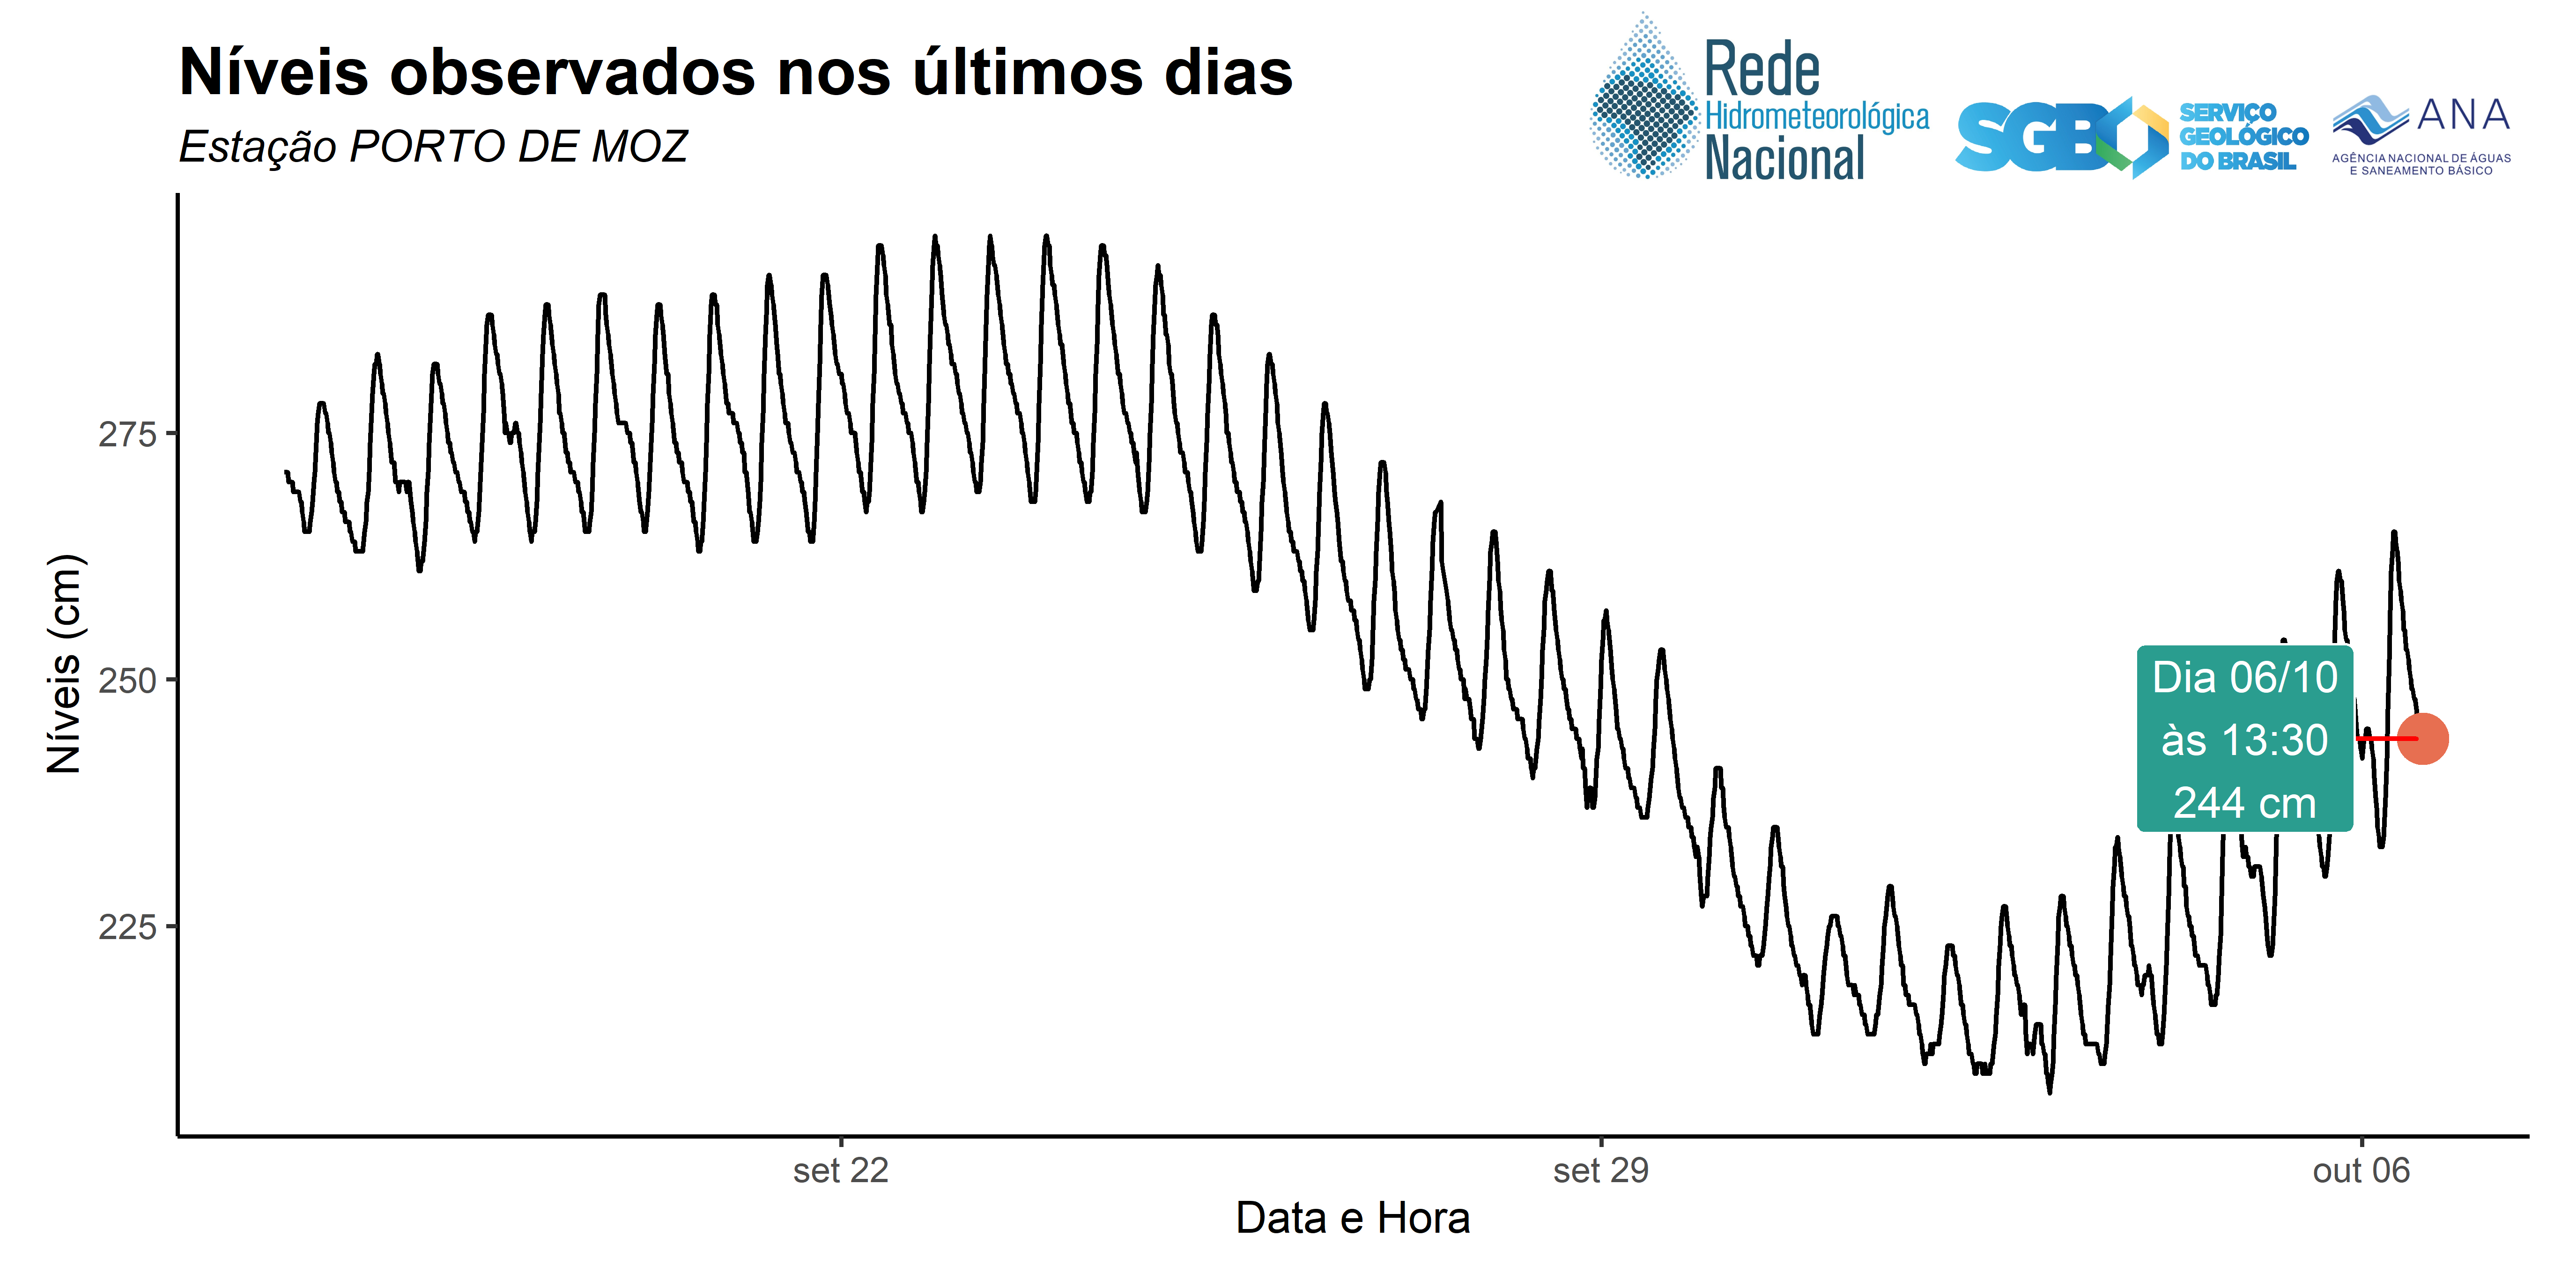 Níveis observados nos últimos dias
Estação PORTO DE MOZ
Rede
Hidrometeorológica
Nacional
SGB
SERVIÇO
GEOLÓGICO
DO BRASIL
ANA
AGÊNCIA NACIONAL DE ÁGUAS
E SANEAMENTO BÁSICO
Níveis (cm)
275
250
225
Dia 06/10
às 13:30
244 cm
set 22
set 29
out 06
Data e Hora